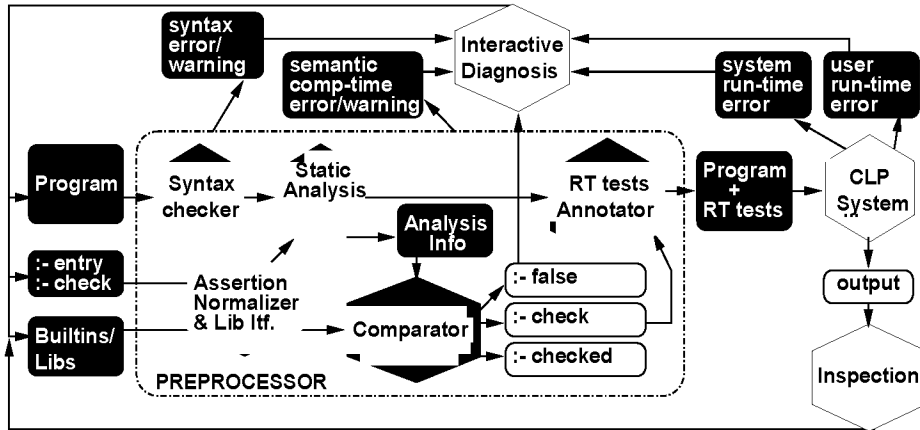 syntax
error/
warning
semantic
comp-time
error/warning
Interactive
Diagnosis
system
run-time
error
user
run-time
error
Program
Syntax
checker
Static
Analysis
RT tests
Annotator
Program
+
RT tests
CLP
System
Analysis
Info
:- entry
:- check
Assertion
Normalizer
& Lib Itf.
Builtins/
Libs
Comparator
:- false
:- check
:- checked
output
Inspection
PREPROCESSOR